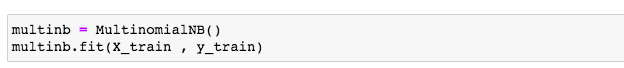 multinb = MultinomialNB()
multinb.fit(X_train , y_train)